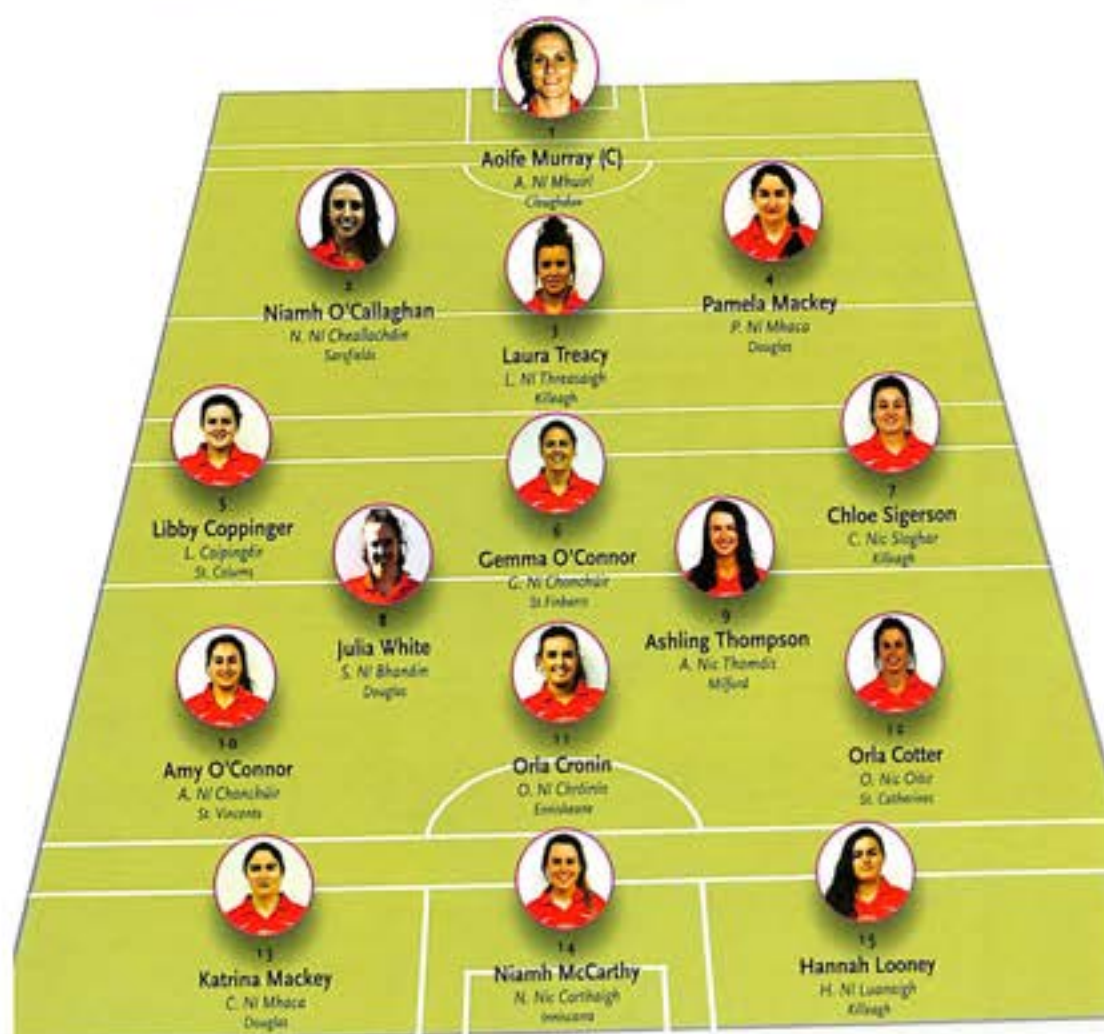 1
Aoife Murray (C)
A. Ní Mhuirí
Cloughduv
2
Niamh O'Callaghan
N. Ní Cheallacháin
Sarsfields
3
Laura Treacy
L. Ní Threasaigh
Killeagh
4
Pamela Mackey
P. Ní Mhaca
Douglas
5
Libby Coppinger
L. Coipingéir
St. Colums
6
Gemma O'Connor
G. Ní Chonchúir
St. Finbarrs
7
Chloe Sigerson
C. Nic Sioghar
Killeagh
8
Julia White
S. Ní Bhandin
Douglas
9
Ashling Thompson
A. Nic Thomáis
Milford
10
Amy O'Connor
A. Ní Chonchúir
St. Vincents
11
Orla Cronin
O. Ní Chróinín
Enniskeane
12
Orla Cotter
O. Nic Oitir
St. Catherines
13
Katrina Mackey
C. Ní Mhaca
Douglas
14
Niamh McCarthy
N. Nic Carthaigh
Inniscarra
15
Hannah Looney
H. Ní Luanaigh
Killeagh